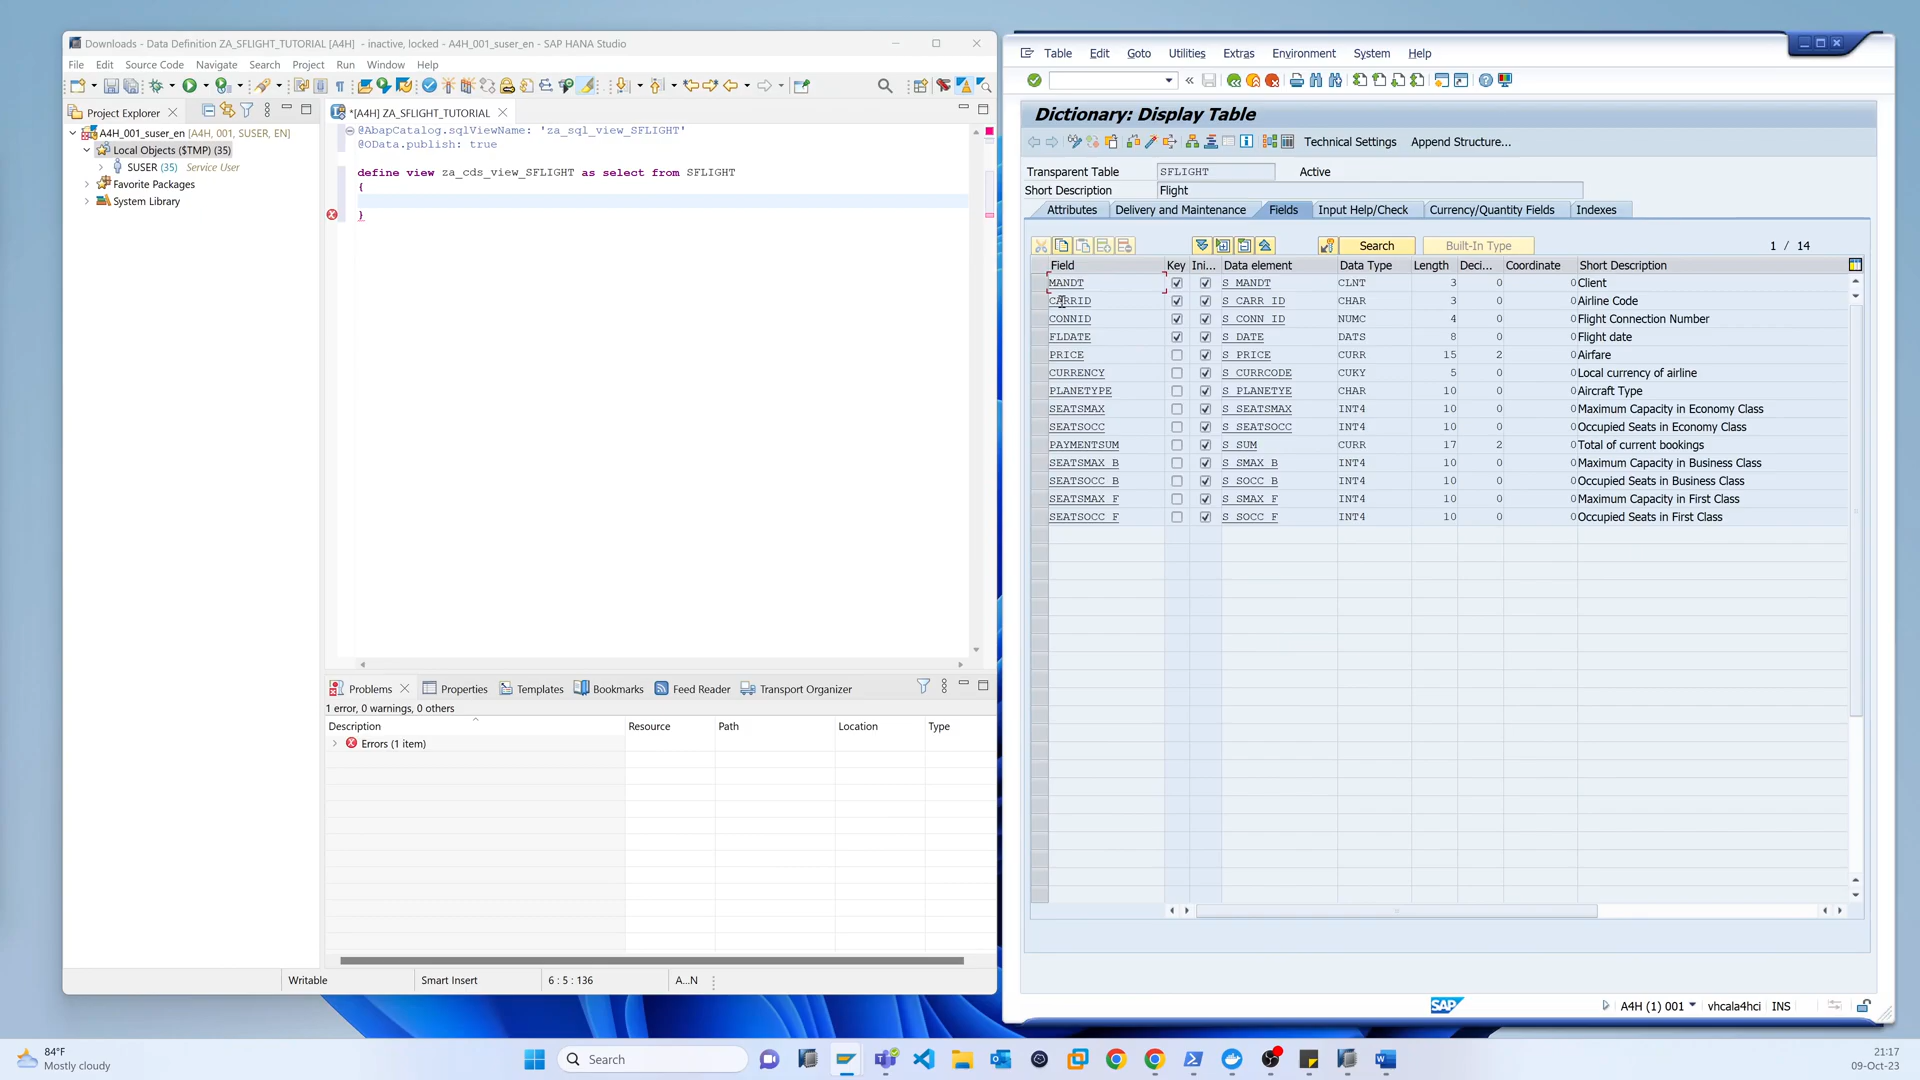 Downloads - Data Definition ZA_SFLIGHT_TUTORIAL [A4H] - inactive, locked - A4H_001_suser_en - SAP HANA Studio
File Edit Source Code Navigate Search Project Run Window Help
Project Explorer
A4H_001_suser_en [A4H, 001, SUSER, EN]
Local Objects ($TMP) (35)
SUSER (35) Service User
Favorite Packages
System Library
*[A4H] ZA_SFLIGHT_TUTORIAL
@AbapCatalog.sqlViewName: 'za_sql_view_SFLIGHT'
@OData.publish: true
define view za_cds_view_SFLIGHT as select from SFLIGHT
{
}
Problems Properties Templates Bookmarks Feed Reader Transport Organizer
1 error, 0 warnings, 0 others
Description Resource Path Location Type
Errors (1 item)
Writable Smart Insert 6 : 5 : 136 A...N
Table Edit Goto Utilities Extras Environment System Help
Dictionary: Display Table
Technical Settings Append Structure...
Transparent Table SFLIGHT Active
Short Description Flight
Attributes Delivery and Maintenance Fields Input Help/Check Currency/Quantity Fields Indexes
Search Built-In Type 1 / 14
Field Key Ini... Data element Data Type Length Deci... Coordinate Short Description
MANDT S_MANDT CLNT 3 0 0 Client
CARRID S_CARR_ID CHAR 3 0 0 Airline Code
CONNID S_CONN_ID NUMC 4 0 0 Flight Connection Number
FLDATE S_DATE DATS 8 0 0 Flight date
PRICE S_PRICE CURR 15 2 0 Airfare
CURRENCY S_CURRCODE CUKY 5 0 0 Local currency of airline
PLANETYPE S_PLANETYE CHAR 10 0 0 Aircraft Type
SEATSMAX S_SEATSMAX INT4 10 0 0 Maximum Capacity in Economy Class
SEATSOCC S_SEATSOCC INT4 10 0 0 Occupied Seats in Economy Class
PAYMENTSUM S_SUM CURR 17 2 0 Total of current bookings
SEATSMAX_B S_SMAX_B INT4 10 0 0 Maximum Capacity in Business Class
SEATSOCC_B S_SOCC_B INT4 10 0 0 Occupied Seats in Business Class
SEATSMAX_F S_SMAX_F INT4 10 0 0 Maximum Capacity in First Class
SEATSOCC_F S_SOCC_F INT4 10 0 0 Occupied Seats in First Class
SAP A4H (1) 001 vhcala4hci INS
84°F
Mostly cloudy
Search
21:17
09-Oct-23